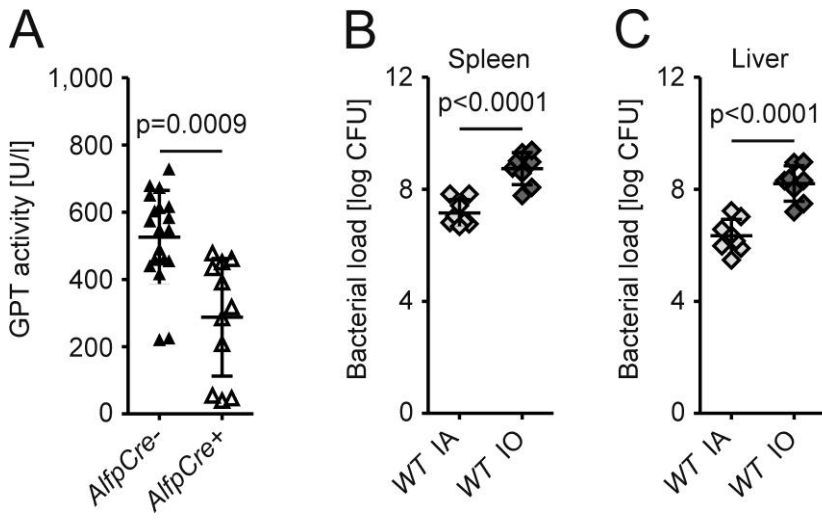 A
GPT activity [U/l]
1,000
800
600
400
200
0
p=0.0009
AlfpCre-
AlfpCre+
B
Spleen
Bacterial load [log CFU]
12
8
4
0
p<0.0001
WT IA
WT IO
C
Liver
Bacterial load [log CFU]
12
8
4
0
p<0.0001
WT IA
WT IO